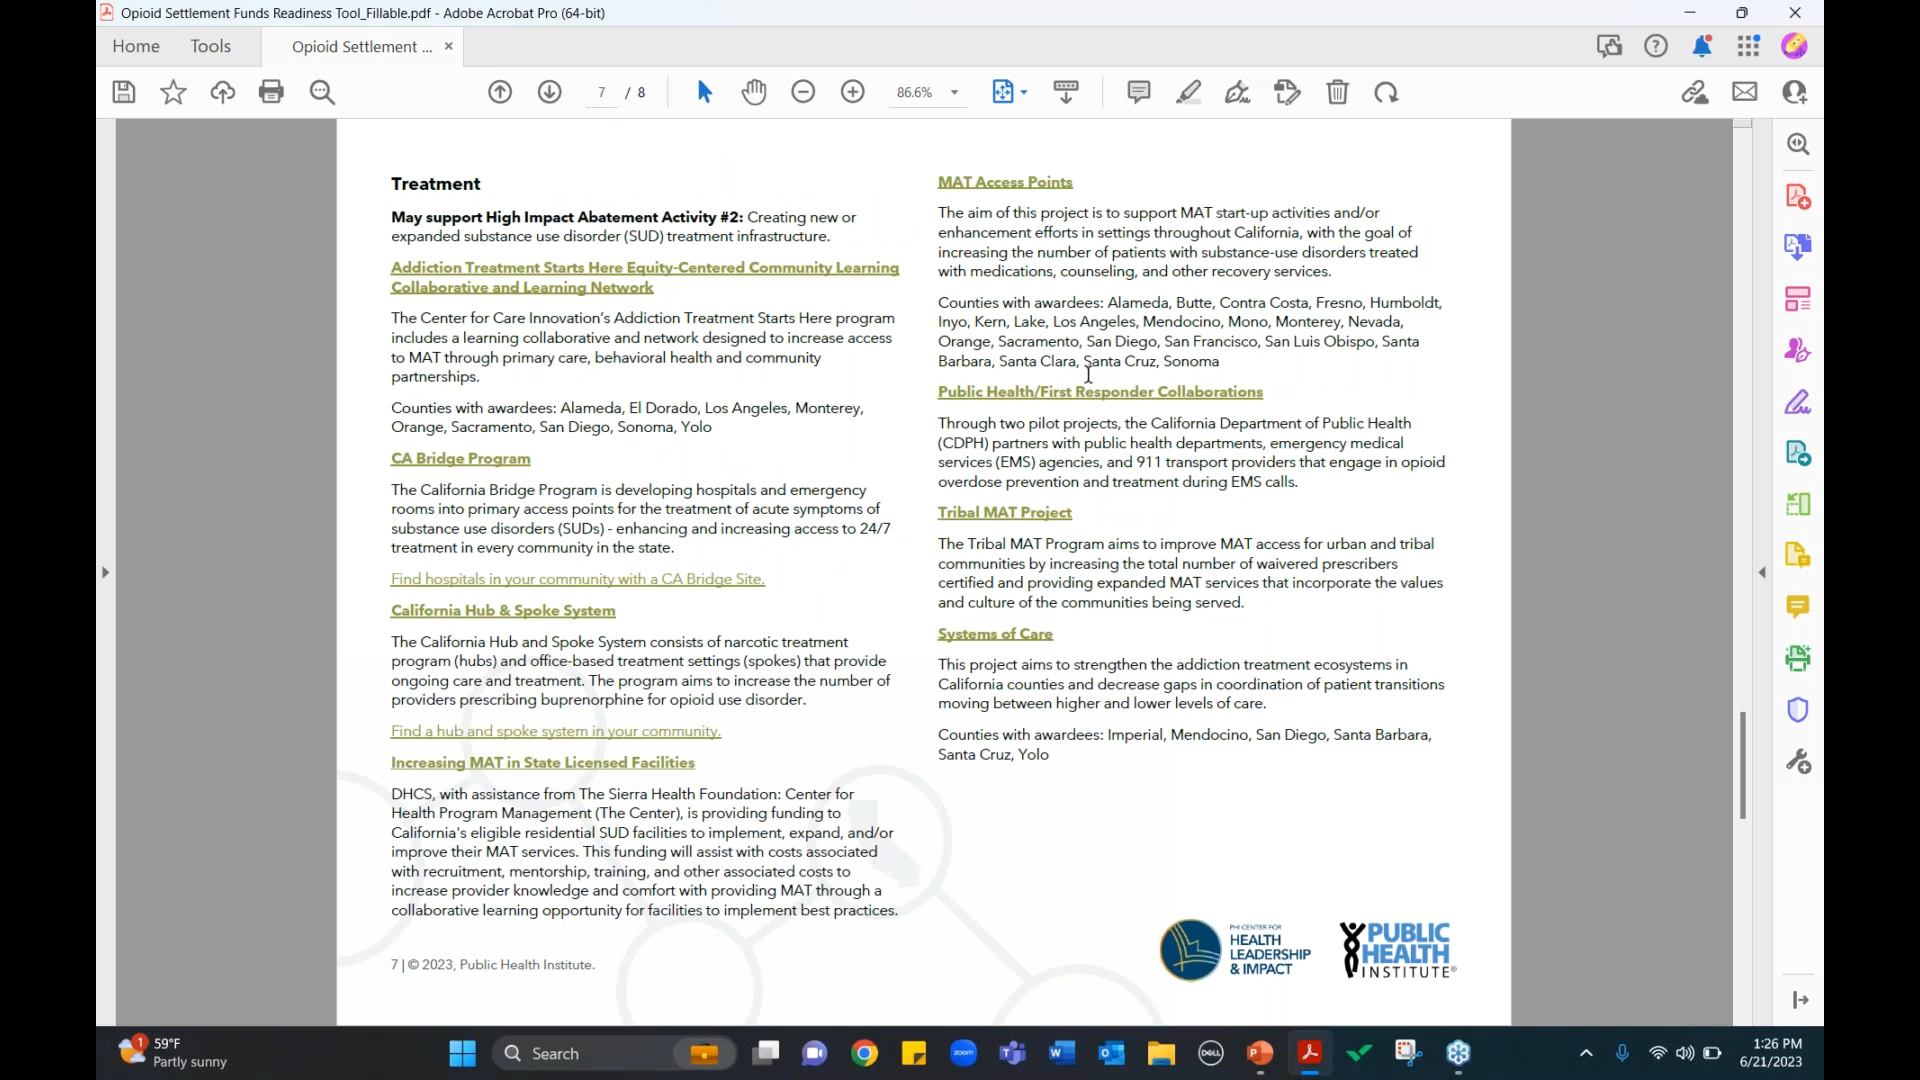 Opioid Settlement Funds Readiness Tool_Fillable.pdf - Adobe Acrobat Pro (64-bit)
Home
Tools
Opioid Settlement ...
7 / 8
86.6%
Treatment
May support High Impact Abatement Activity #2: Creating new or
expanded substance use disorder (SUD) treatment infrastructure.
Addiction Treatment Starts Here Equity-Centered Community Learning
Collaborative and Learning Network
The Center for Care Innovation's Addiction Treatment Starts Here program
includes a learning collaborative and network designed to increase access
to MAT through primary care, behavioral health and community
partnerships.
Counties with awardees: Alameda, El Dorado, Los Angeles, Monterey,
Orange, Sacramento, San Diego, Sonoma, Yolo
CA Bridge Program
The California Bridge Program is developing hospitals and emergency
rooms into primary access points for the treatment of acute symptoms of
substance use disorders (SUDs) - enhancing and increasing access to 24/7
treatment in every community in the state.
Find hospitals in your community with a CA Bridge Site.
California Hub & Spoke System
The California Hub and Spoke System consists of narcotic treatment
program (hubs) and office-based treatment settings (spokes) that provide
ongoing care and treatment. The program aims to increase the number of
providers prescribing buprenorphine for opioid use disorder.
Find a hub and spoke system in your community.
Increasing MAT in State Licensed Facilities
DHCS, with assistance from The Sierra Health Foundation: Center for
Health Program Management (The Center), is providing funding to
California's eligible residential SUD facilities to implement, expand, and/or
improve their MAT services. This funding will assist with costs associated
with recruitment, mentorship, training, and other associated costs to
increase provider knowledge and comfort with providing MAT through a
collaborative learning opportunity for facilities to implement best practices.
MAT Access Points
The aim of this project is to support MAT start-up activities and/or
enhancement efforts in settings throughout California, with the goal of
increasing the number of patients with substance-use disorders treated
with medications, counseling, and other recovery services.
Counties with awardees: Alameda, Butte, Contra Costa, Fresno, Humboldt,
Inyo, Kern, Lake, Los Angeles, Mendocino, Mono, Monterey, Nevada,
Orange, Sacramento, San Diego, San Francisco, San Luis Obispo, Santa
Barbara, Santa Clara, Santa Cruz, Sonoma
Public Health/First Responder Collaborations
Through two pilot projects, the California Department of Public Health
(CDPH) partners with public health departments, emergency medical
services (EMS) agencies, and 911 transport providers that engage in opioid
overdose prevention and treatment during EMS calls.
Tribal MAT Project
The Tribal MAT Program aims to improve MAT access for urban and tribal
communities by increasing the total number of waivered prescribers
certified and providing expanded MAT services that incorporate the values
and culture of the communities being served.
Systems of Care
This project aims to strengthen the addiction treatment ecosystems in
California counties and decrease gaps in coordination of patient transitions
moving between higher and lower levels of care.
Counties with awardees: Imperial, Mendocino, San Diego, Santa Barbara,
Santa Cruz, Yolo
7 | © 2023, Public Health Institute.
PHI CENTER FOR
HEALTH
LEADERSHIP
& IMPACT
PUBLIC
HEALTH
INSTITUTE®
1
59°F
Partly sunny
Search
zoom
DELL
1:26 PM
6/21/2023